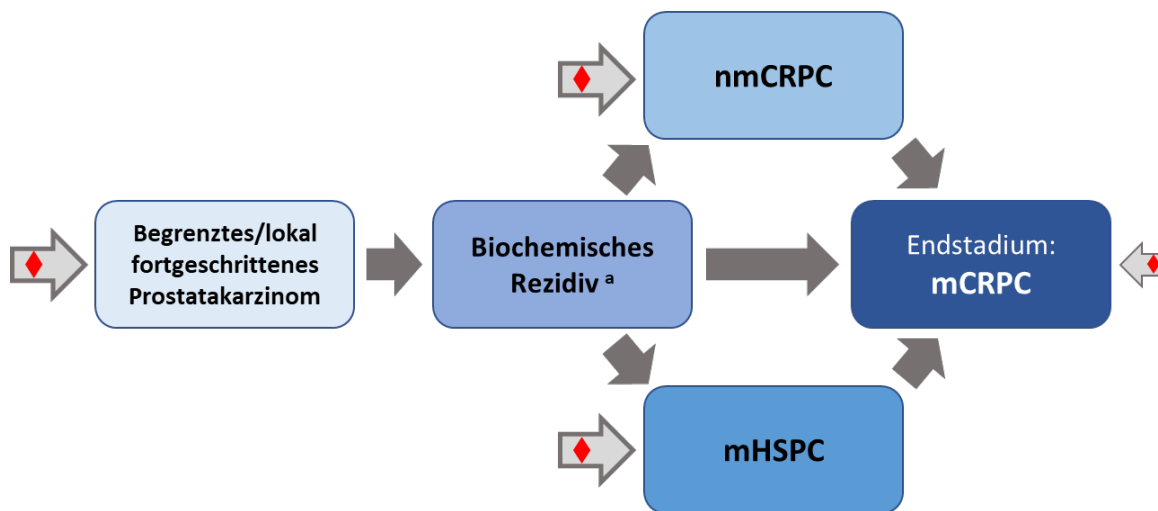 nmCRPC
Begrenztes/lokal
fortgeschrittenes
Prostatakarzinom
Biochemisches
Rezidiv ª
Endstadium:
mCRPC
mHSPC